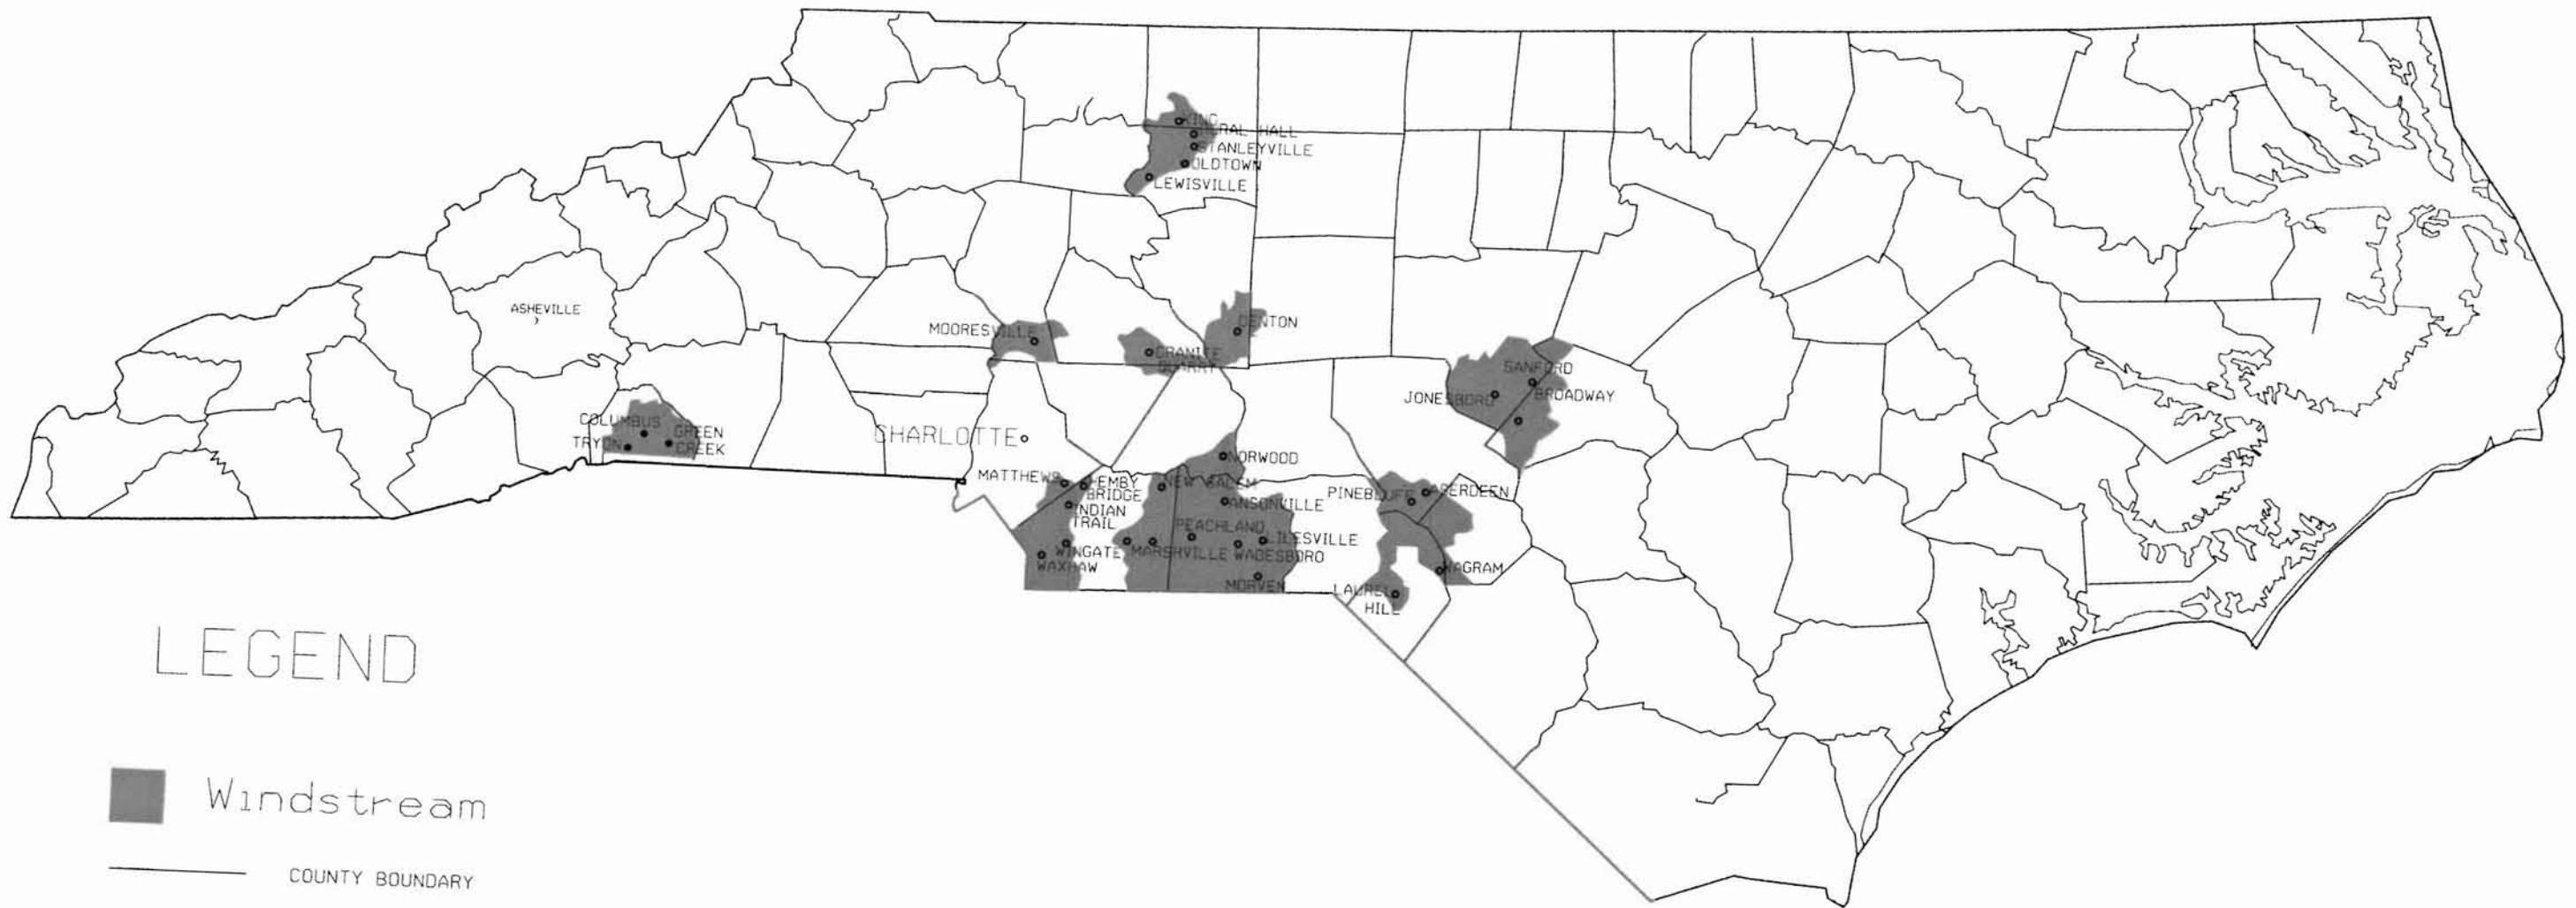 KING
RAL HALL
STANLEYVILLE
OLDTOWN
LEWISVILLE
ASHEVILLE
MOORESVILLE
DENTON
GRANITE
QUARRY
SANFORD
JONESBORO
BROADWAY
COLUMBUS
GREEN
CREEK
TRYON
CHARLOTTE
NORWOOD
MATTHEWS
HEMBY
BRIDGE
NEW SALEM
INDIAN
TRAIL
ANSONVILLE
PINEBLUFF
ABERDEEN
PEACHLAND
LILESVILLE
WINGATE
MARSHVILLE
WADESBORO
WAXHAW
WAGRAM
MORVEN
LAUREL
HILL
LEGEND
Windstream
COUNTY BOUNDARY